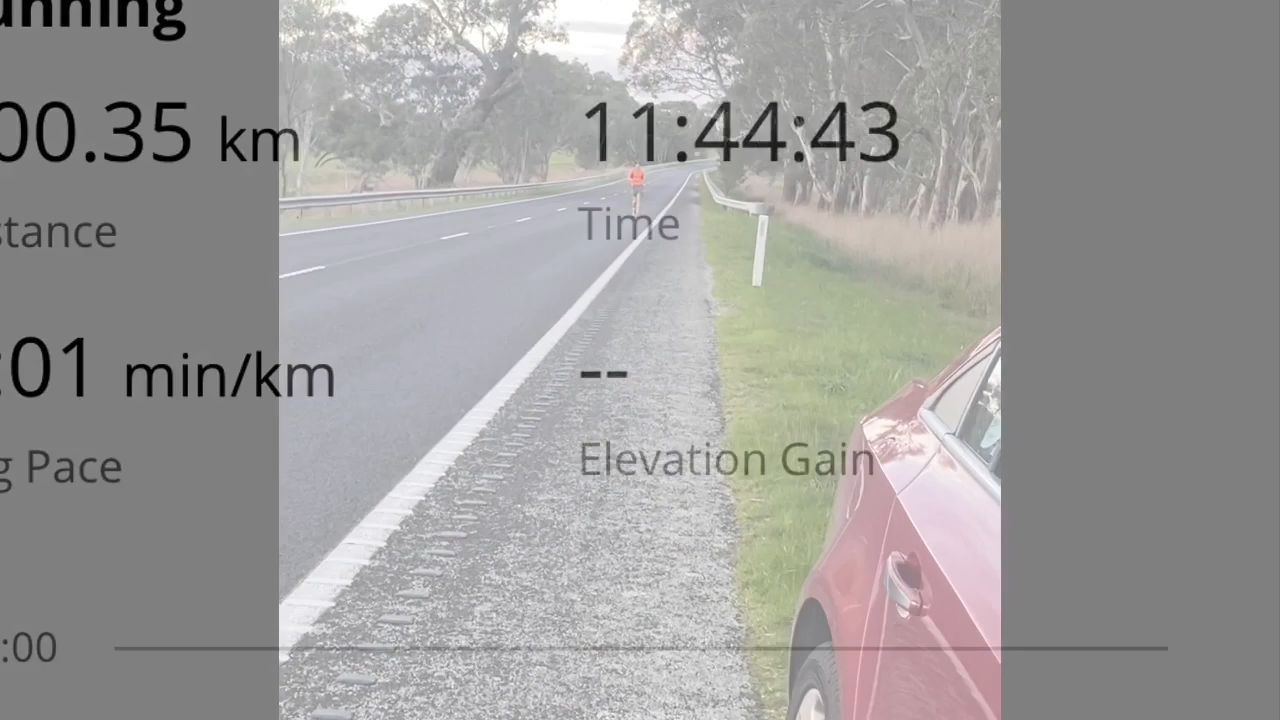 unning
00.35 km 11:44:43
stance Time
:01 min/km --
g Pace Elevation Gain
:00